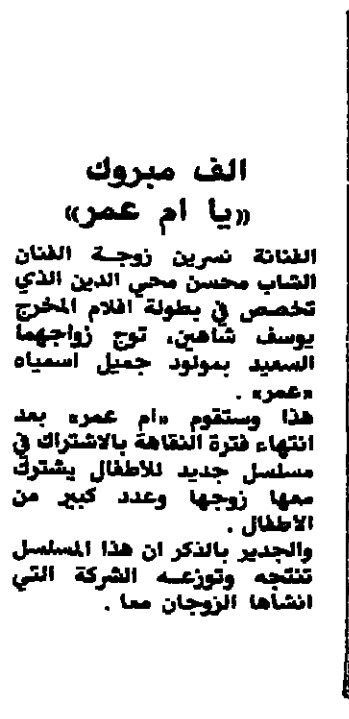 الف مبروك
«يا ام عمر»
الفنانة نسرين زوجة الفنان
الشاب محسن محي الدين الذي
تخصص في بطولة افلام المخرج
يوسف شاهين، توج زواجهما
السعيد بمولود جميل اسمياه
«عمر» .
هذا وستقوم «ام عمر» بعد
انتهاء فترة النقاهة بالاشتراك في
مسلسل جديد للأطفال يشترك
معها زوجها وعدد كبير من
الاطفال .
والجدير بالذكر ان هذا المسلسل
تنتجه وتوزعه الشركة التي
انشاها الزوجان معا .